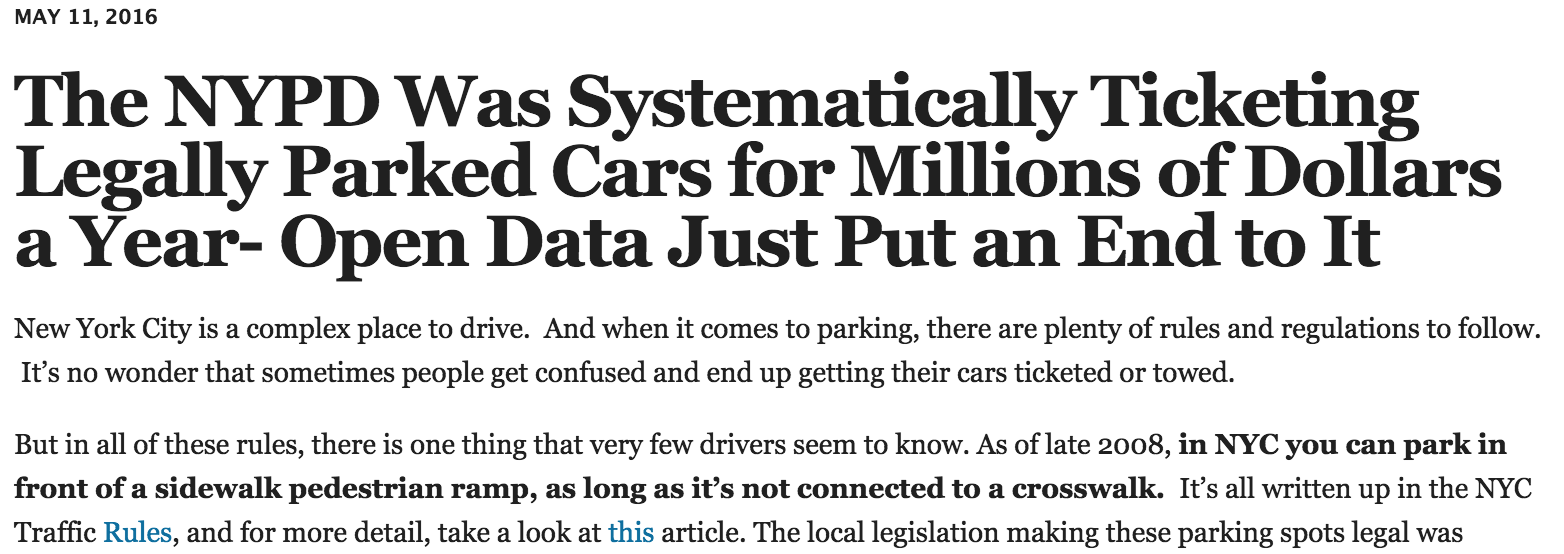 MAY 11, 2016
The NYPD Was Systematically Ticketing
Legally Parked Cars for Millions of Dollars
a Year- Open Data Just Put an End to It
New York City is a complex place to drive.  And when it comes to parking, there are plenty of rules and regulations to follow.
It’s no wonder that sometimes people get confused and end up getting their cars ticketed or towed.
But in all of these rules, there is one thing that very few drivers seem to know. As of late 2008, in NYC you can park in
front of a sidewalk pedestrian ramp, as long as it’s not connected to a crosswalk.  It’s all written up in the NYC
Traffic Rules, and for more detail, take a look at this article. The local legislation making these parking spots legal was